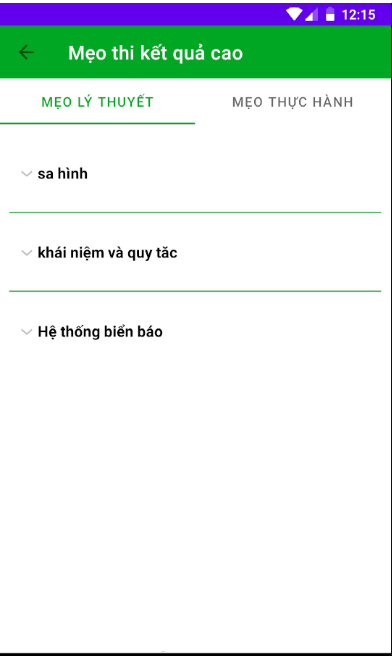 12:15
Mẹo thi kết quả cao
MẸO LÝ THUYẾT MẸO THỰC HÀNH
sa hình
khái niệm và quy tăc
Hệ thống biển báo